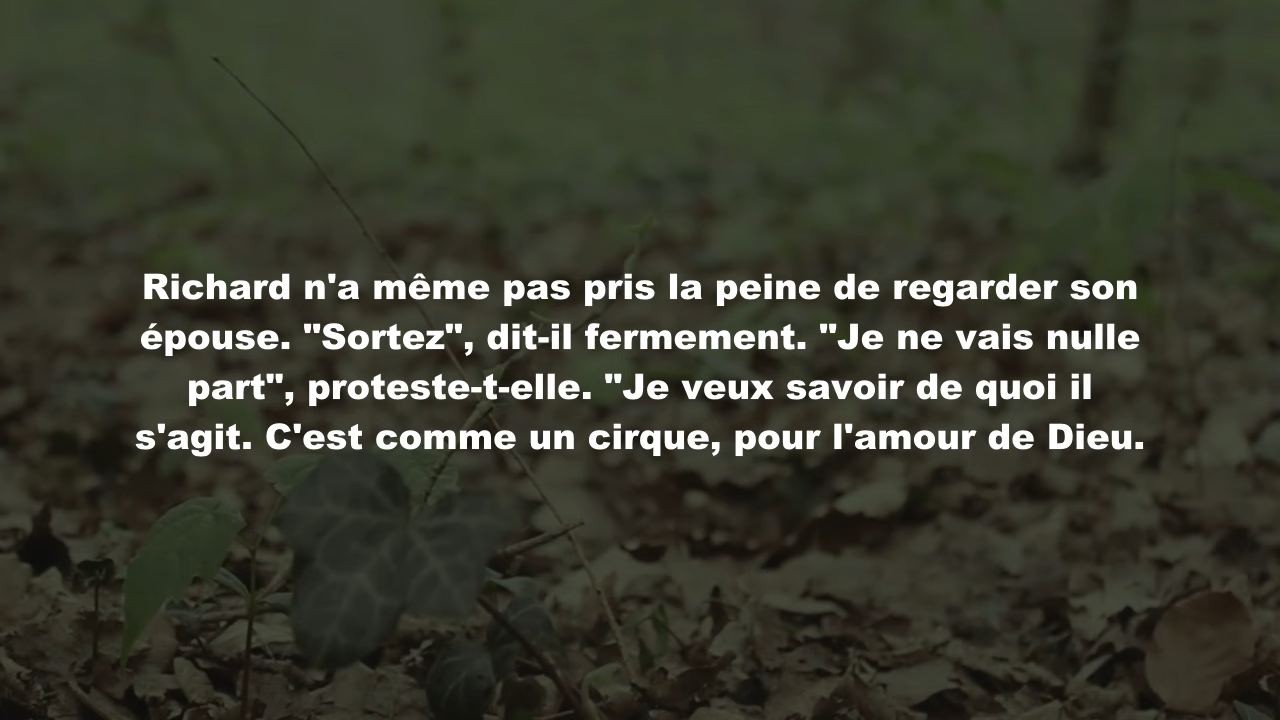 Richard n'a même pas pris la peine de regarder son
épouse. "Sortez", dit-il fermement. "Je ne vais nulle
part", proteste-t-elle. "Je veux savoir de quoi il
s'agit. C'est comme un cirque, pour l'amour de Dieu.